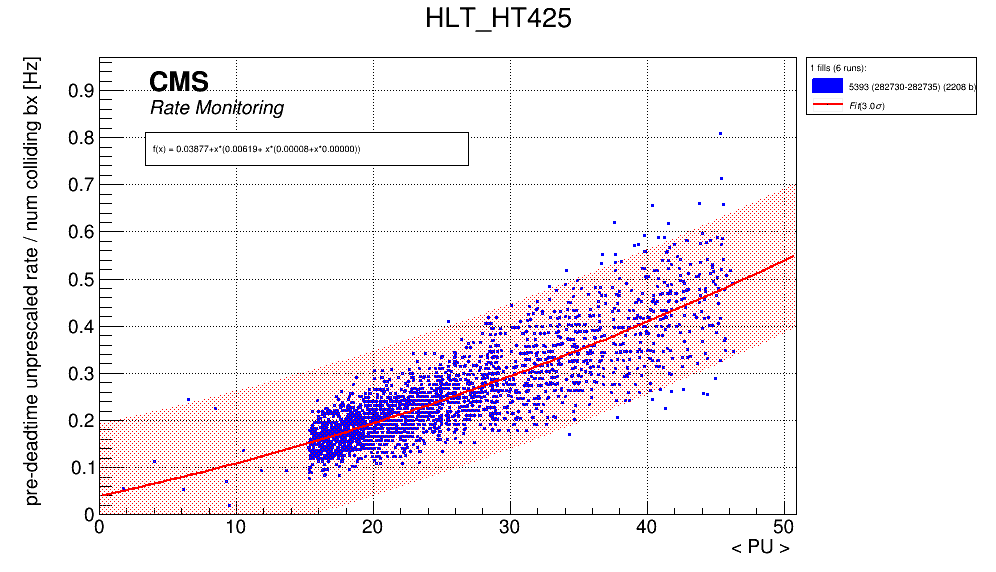 HLT_HT425
pre-deadtime unprescaled rate / num colliding bx [Hz]
CMS
Rate Monitoring
f(x) = 0.03877+x*(0.00619+ x*(0.00008+x*0.00000))
0.9
0.8
0.7
0.6
0.5
0.4
0.3
0.2
0.1
0
0 10 20 30 40 50
< PU >
1 fills (6 runs):
5393 (282730-282735) (2208 b)
Fit(3.0σ)